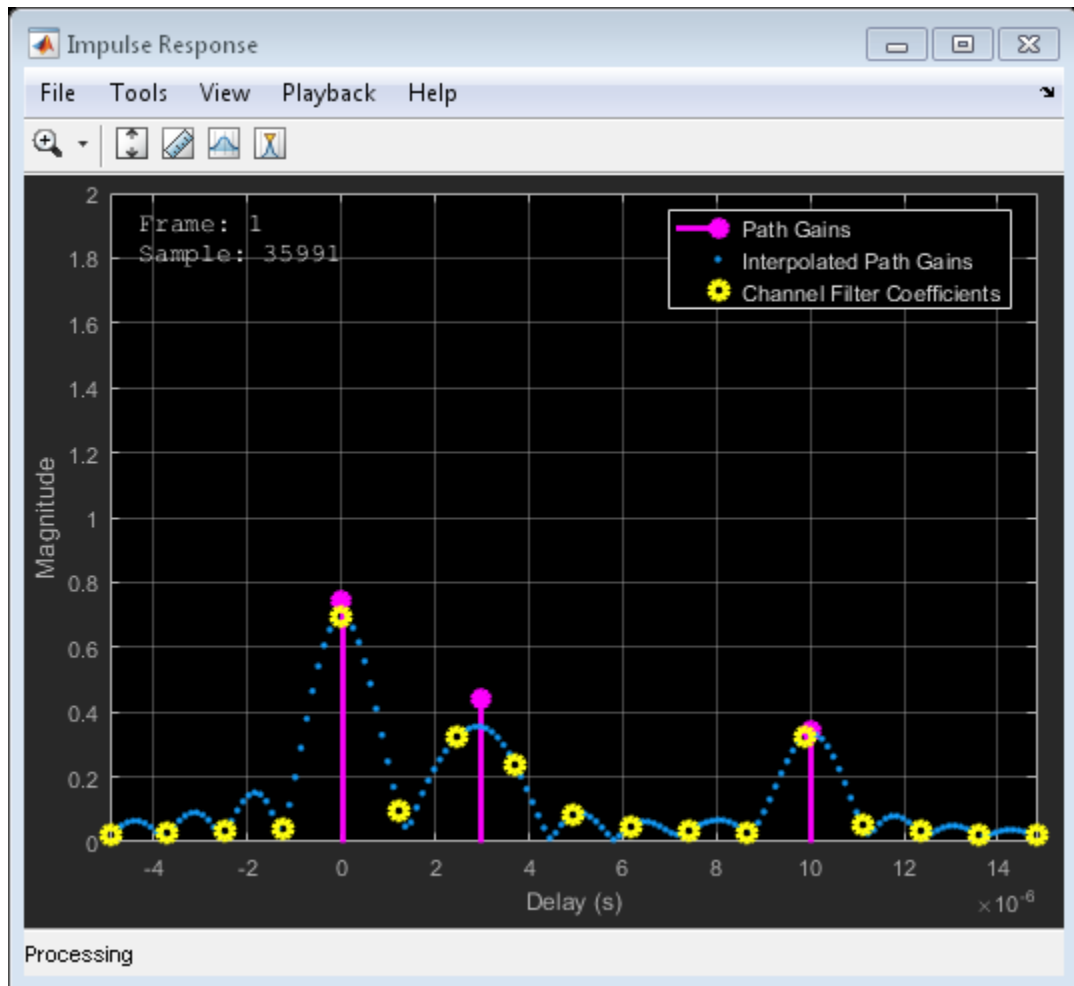 Impulse Response
File Tools View Playback Help
Frame: 1
Sample: 35991
Path Gains
Interpolated Path Gains
Channel Filter Coefficients
2
1.8
1.6
1.4
1.2
1
0.8
0.6
0.4
0.2
0
Magnitude
-4 -2 0 2 4 6 8 10 12 14
Delay (s)
×10-6
Processing